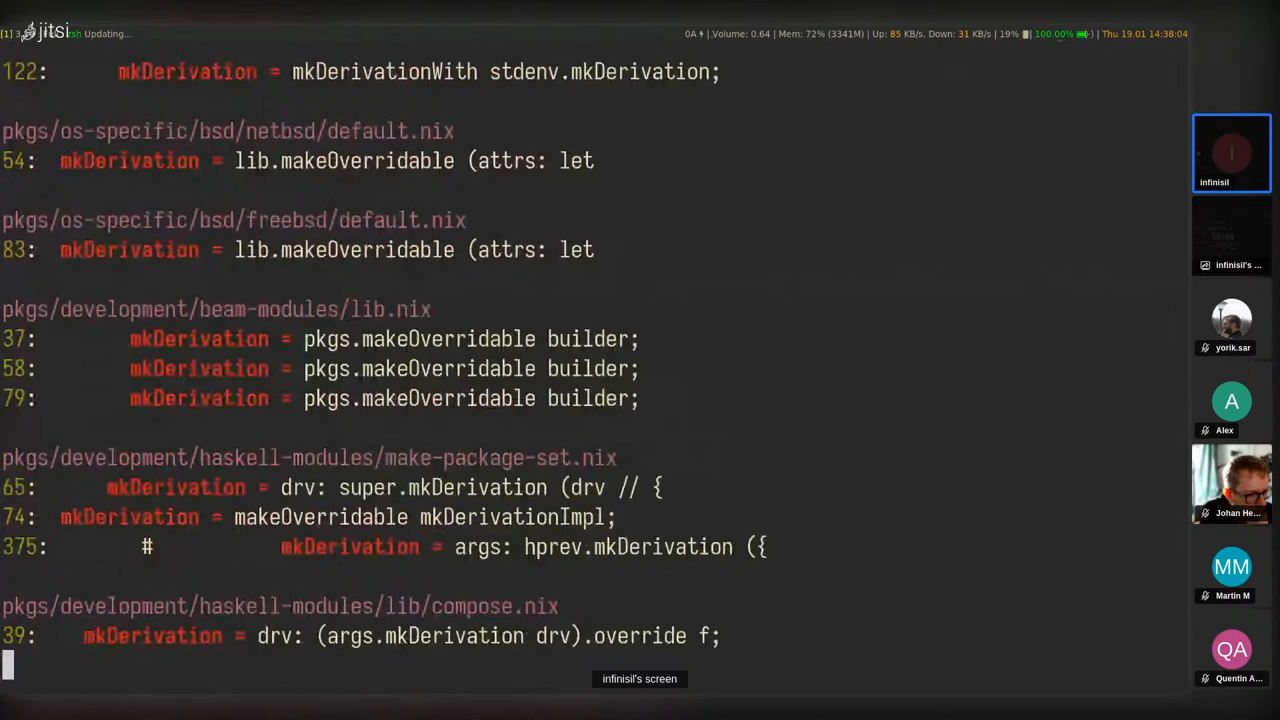 jitsi
[1] 3. zsh Updating...
0A | Volume: 0.64 | Mem: 72% (3341M) | Up: 85 KB/s, Down: 31 KB/s | 19% | 100.00% | Thu 19.01 14:38:04
122: mkDerivation = mkDerivationWith stdenv.mkDerivation;
pkgs/os-specific/bsd/netbsd/default.nix
54: mkDerivation = lib.makeOverridable (attrs: let
pkgs/os-specific/bsd/freebsd/default.nix
83: mkDerivation = lib.makeOverridable (attrs: let
pkgs/development/beam-modules/lib.nix
37: mkDerivation = pkgs.makeOverridable builder;
58: mkDerivation = pkgs.makeOverridable builder;
79: mkDerivation = pkgs.makeOverridable builder;
pkgs/development/haskell-modules/make-package-set.nix
65: mkDerivation = drv: super.mkDerivation (drv // {
74: mkDerivation = makeOverridable mkDerivationImpl;
375: # mkDerivation = args: hprev.mkDerivation ({
pkgs/development/haskell-modules/lib/compose.nix
39: mkDerivation = drv: (args.mkDerivation drv).override f;
infinisil's screen
I
infinisil
infinisil's ...
yorik.sar
A
Alex
Johan He...
MM
Martin M
QA
Quentin A...